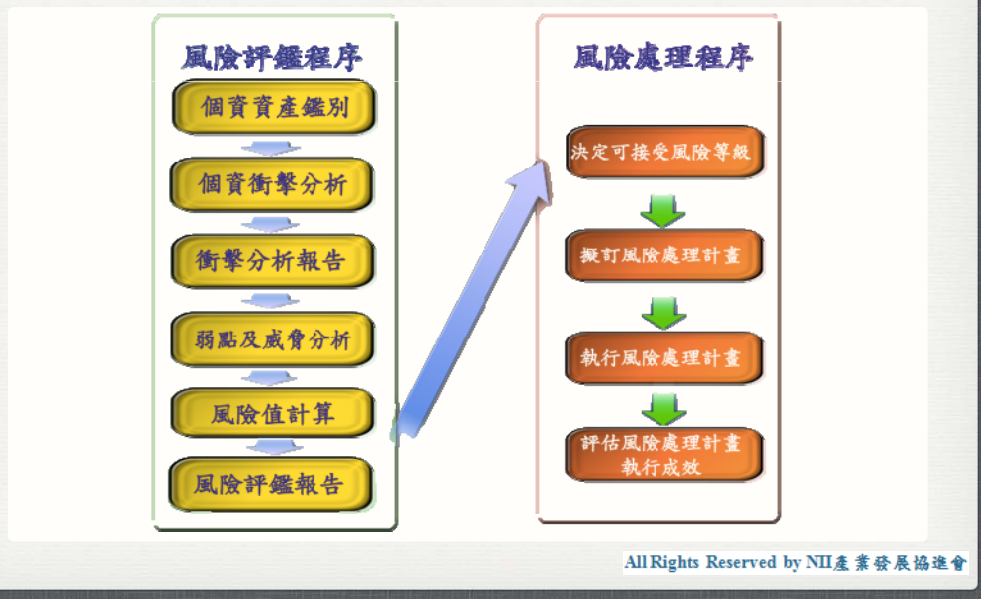 風險評鑑程序
個資資產鑑別
個資衝擊分析
衝擊分析報告
弱點及威脅分析
風險值計算
風險評鑑報告
風險處理程序
決定可接受風險等級
擬訂風險處理計畫
執行風險處理計畫
評估風險處理計畫
執行成效
All Rights Reserved by NII產業發展協進會